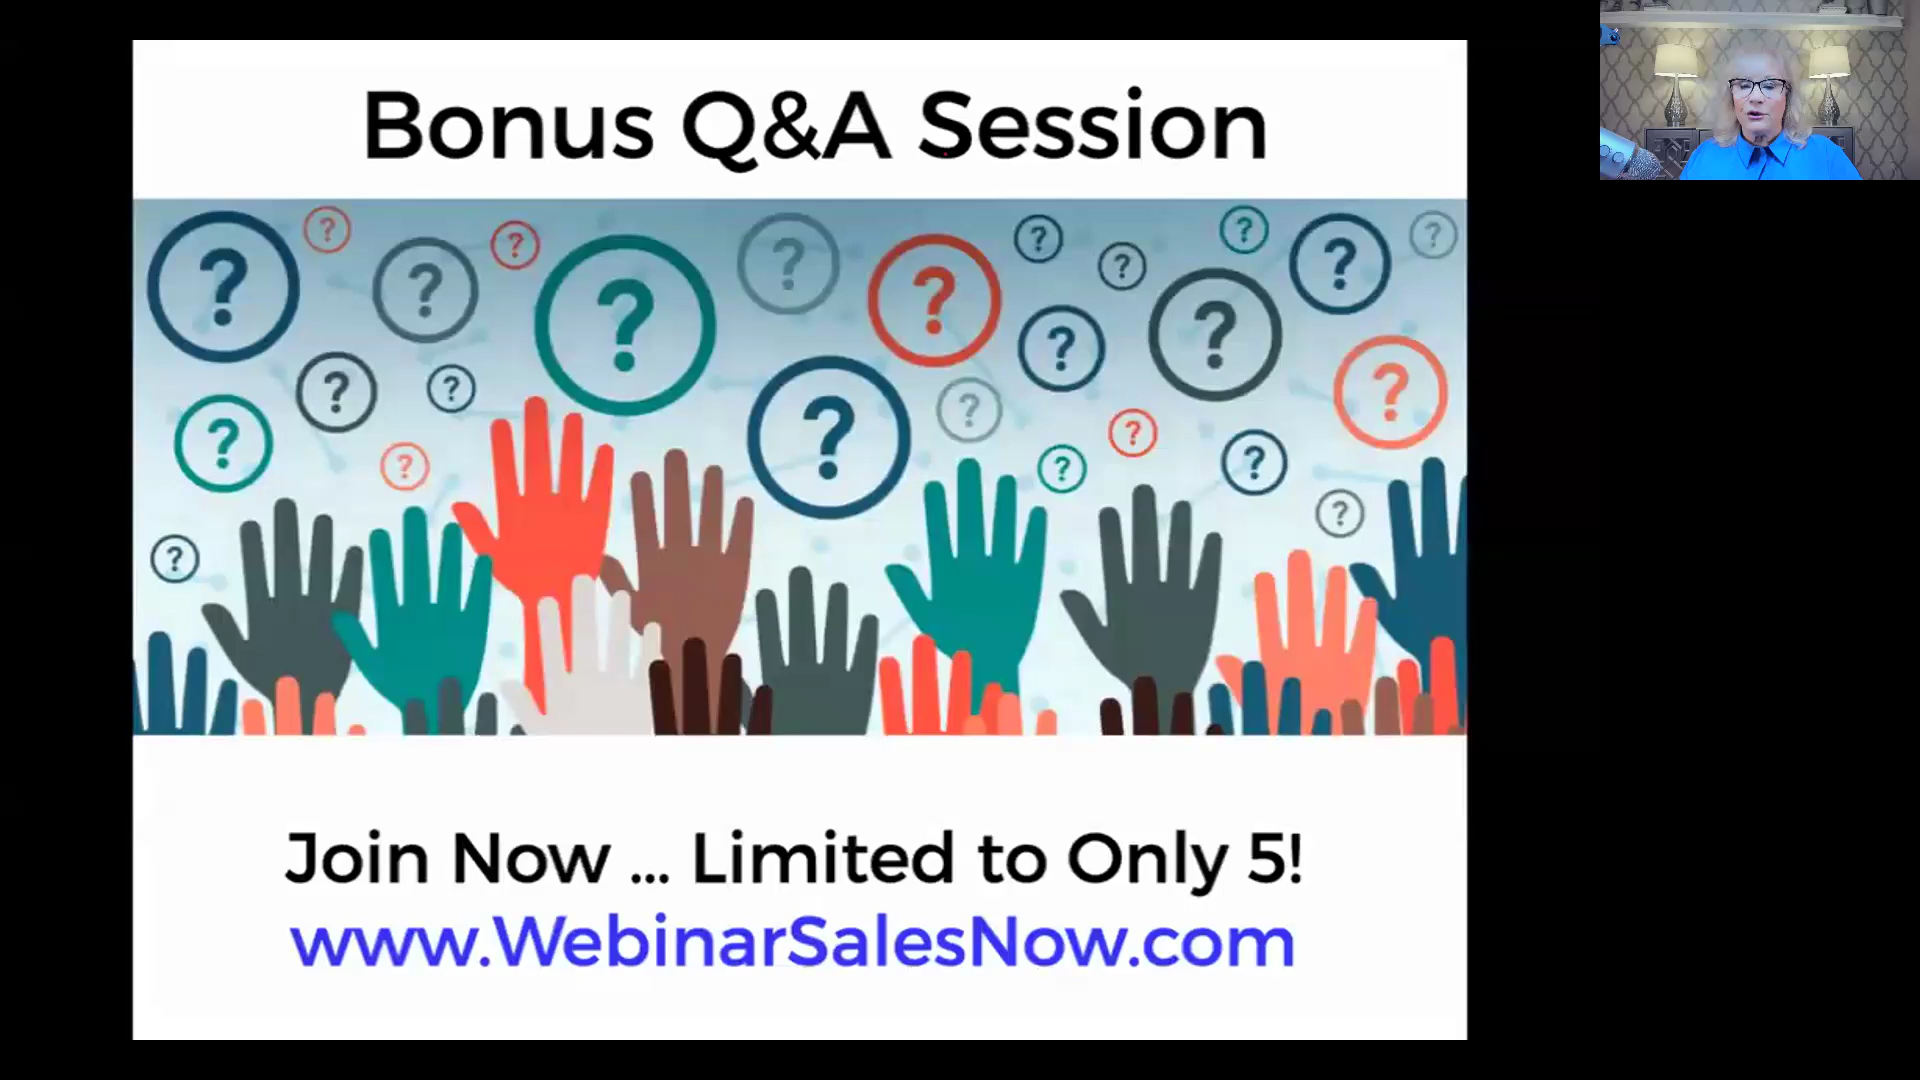 Bonus Q&A Session
? ? ? ? ? ? ? ? ? ? ? ?
? ? ? ? ? ? ? ? ? ? ? ? ? ?
Join Now ... Limited to Only 5!
www.WebinarSalesNow.com